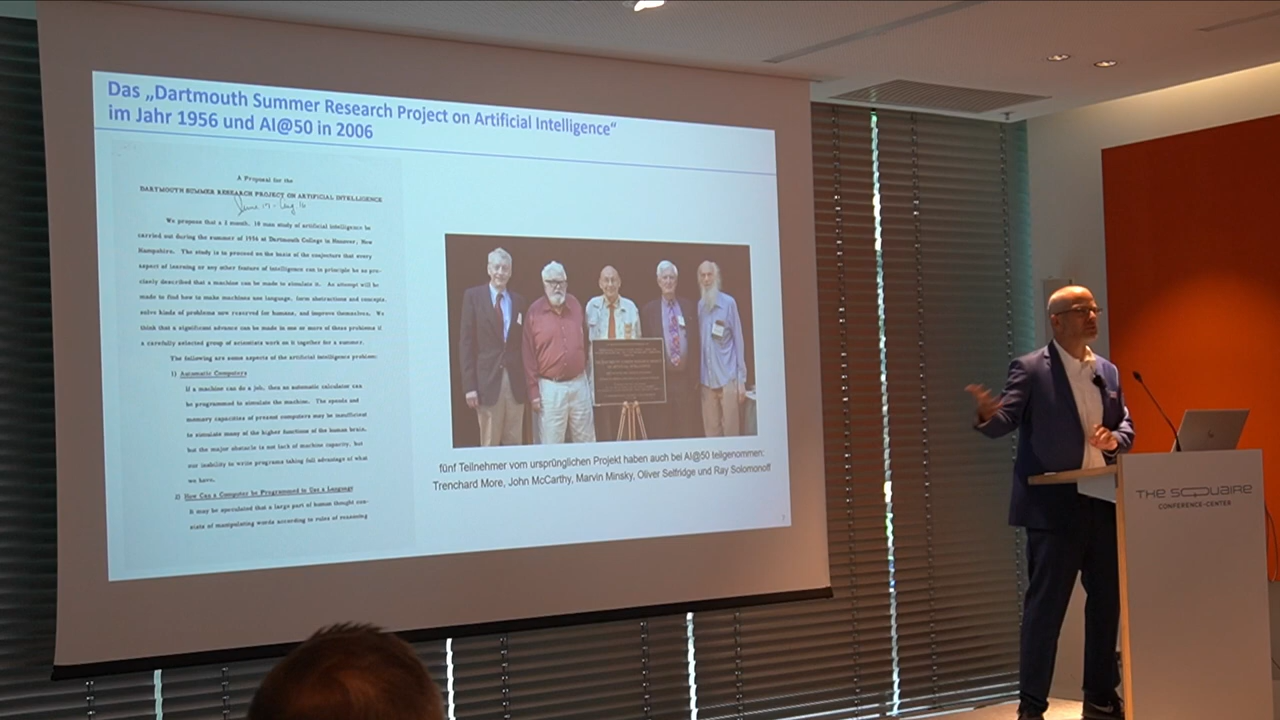 Das „Dartmouth Summer Research Project on Artificial Intelligence“
im Jahr 1956 und AI@50 in 2006
A Proposal for the
DARTMOUTH SUMMER RESEARCH PROJECT ON ARTIFICIAL INTELLIGENCE
June 17 - Aug. 16
We propose that a 2 month, 10 man study of artificial intelligence be
carried out during the summer of 1956 at Dartmouth College in Hanover, New
Hampshire. The study is to proceed on the basis of the conjecture that every
aspect of learning or any other feature of intelligence can in principle be so pre-
cisely described that a machine can be made to simulate it. An attempt will be
made to find how to make machines use language, form abstractions and concepts,
solve kinds of problems now reserved for humans, and improve themselves. We
think that a significant advance can be made in one or more of these problems if
a carefully selected group of scientists work on it together for a summer.
The following are some aspects of the artificial intelligence problem:
1) Automatic Computers
If a machine can do a job, then an automatic calculator can
be programmed to simulate the machine. The speeds and
memory capacities of present computers may be insufficient
to simulate many of the higher functions of the human brain,
but the major obstacle is not lack of machine capacity, but
our inability to write programs taking full advantage of what
we have.
2) How Can a Computer be Programmed to Use a Language
It may be speculated that a large part of human thought con-
sists of manipulating words according to rules of reasoning
fünf Teilnehmer vom ursprünglichen Projekt haben auch bei AI@50 teilgenommen:
Trenchard More, John McCarthy, Marvin Minsky, Oliver Selfridge und Ray Solomonoff
THE SQUAIRE
CONFERENCE-CENTER